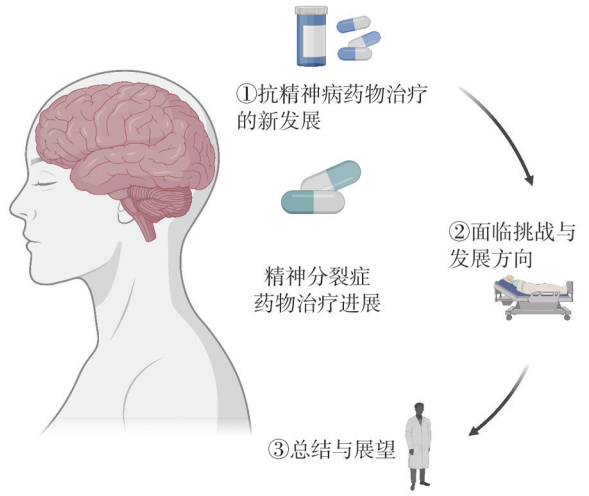 ①抗精神病药物治疗
的新发展
②面临挑战与
发展方向
精神分裂症
药物治疗进展
③总结与展望